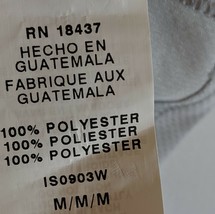 RN 18437
HECHO EN
GUATEMALA
FABRIQUE AUX
GUATEMALA
100% POLYESTER
100% POLIESTER
100% POLYESTER
IS0903W
M/M/M